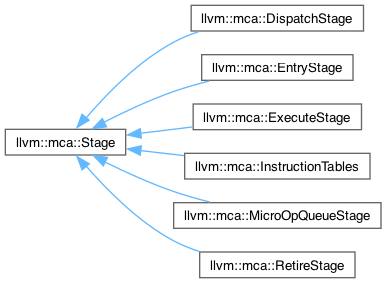 llvm::mca::DispatchStage
llvm::mca::EntryStage
llvm::mca::ExecuteStage
llvm::mca::Stage
llvm::mca::InstructionTables
llvm::mca::MicroOpQueueStage
llvm::mca::RetireStage